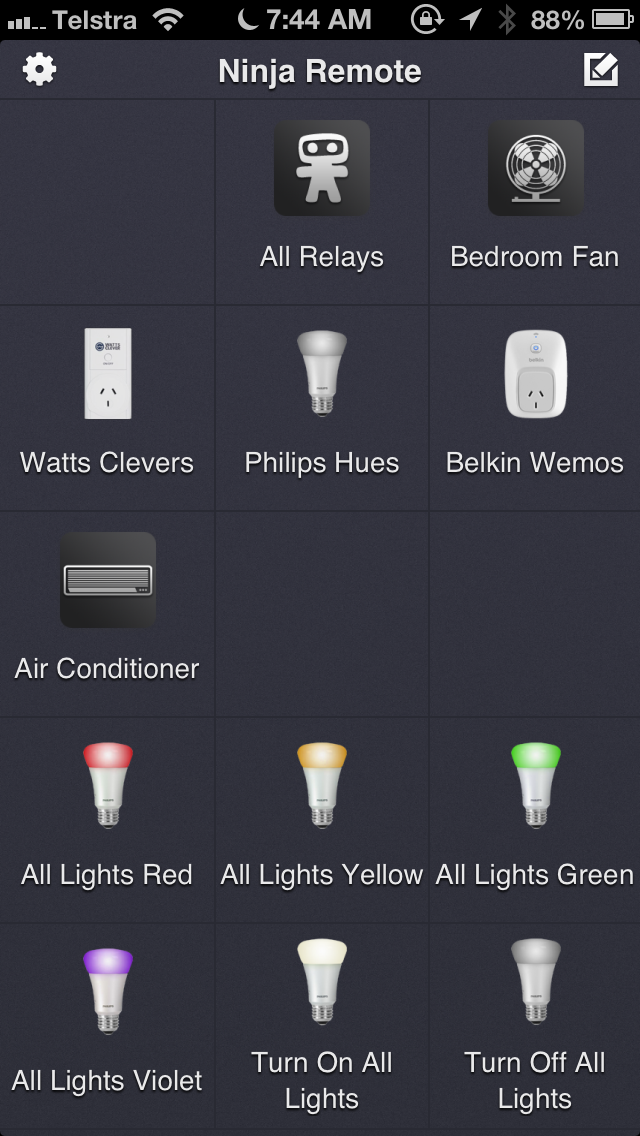 Telstra 7:44 AM 88%
Ninja Remote
All Relays Bedroom Fan
WATTS CLEVER
belkin
Watts Clevers Philips Hues Belkin Wemos
Air Conditioner
All Lights Red All Lights Yellow All Lights Green
All Lights Violet Turn On All Lights Turn Off All Lights